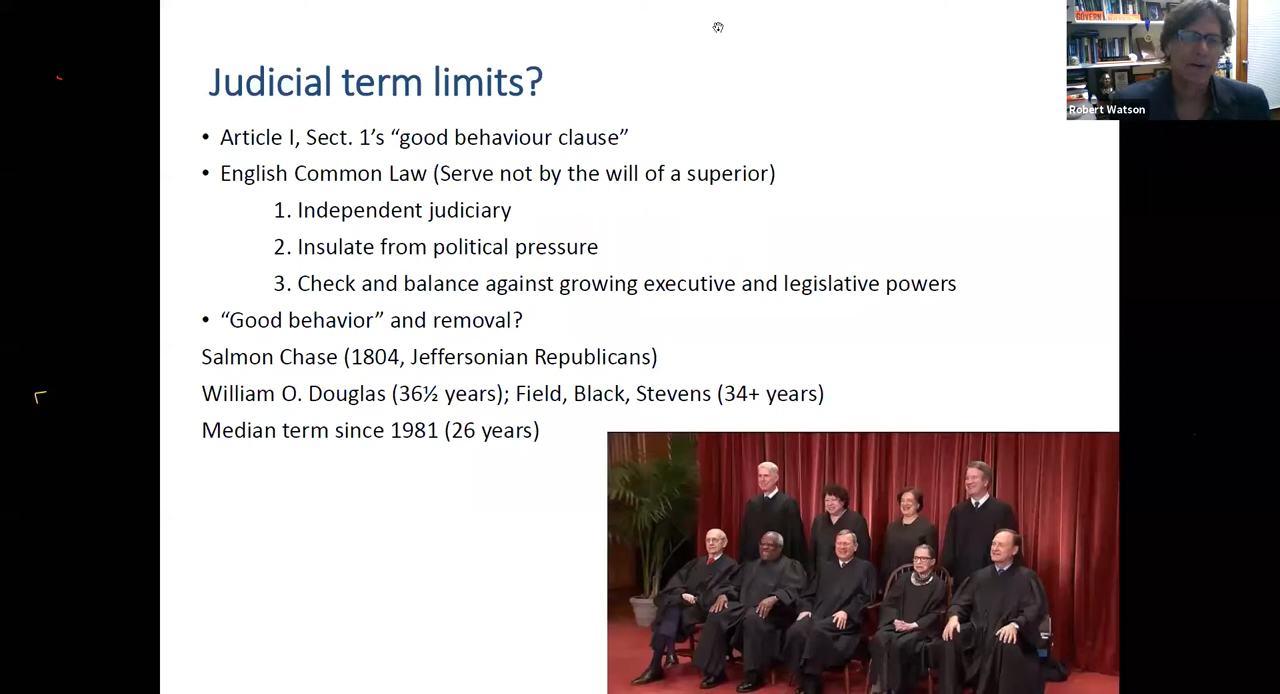 Judicial term limits?
• Article I, Sect. 1’s “good behaviour clause”
• English Common Law (Serve not by the will of a superior)
1. Independent judiciary
2. Insulate from political pressure
3. Check and balance against growing executive and legislative powers
• “Good behavior” and removal?
Salmon Chase (1804, Jeffersonian Republicans)
William O. Douglas (36½ years); Field, Black, Stevens (34+ years)
Median term since 1981 (26 years)
Robert Watson